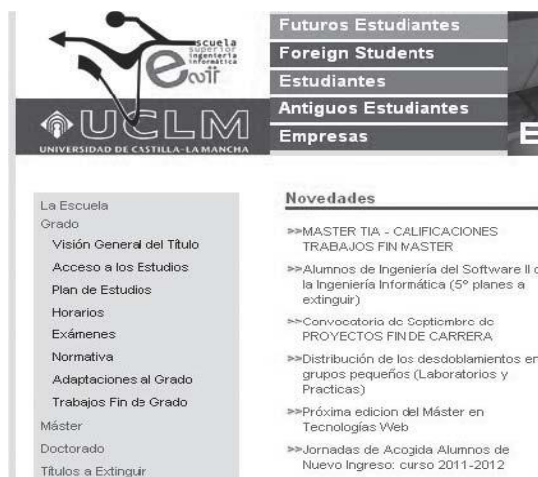 escuela
superior
ingeniería
informática
UCLM
UNIVERSIDAD DE CASTILLA-LA MANCHA
Futuros Estudiantes
Foreign Students
Estudiantes
Antiguos Estudiantes
Empresas
E
La Escuela
Grado
Visión General del Título
Acceso a los Estudios
Plan de Estudios
Horarios
Exámenes
Normativa
Adaptaciones al Grado
Trabajos Fin de Grado
Máster
Doctorado
Títulos a Extinguir
Novedades
>>MASTER TIA - CALIFICACIONES
TRABAJOS FIN MASTER
>>Alumnos de Ingeniería del Software II d
la Ingeniería Informática (5º planes a
extinguir)
>>Convocatoria de Septiembre de
PROYECTOS FIN DE CARRERA
>>Distribución de los desdoblamientos en
grupos pequeños (Laboratorios y
Practicas)
>>Próxima edicion del Máster en
Tecnologías Web
>>Jornadas de Acogida Alumnos de
Nuevo Ingreso: curso 2011-2012